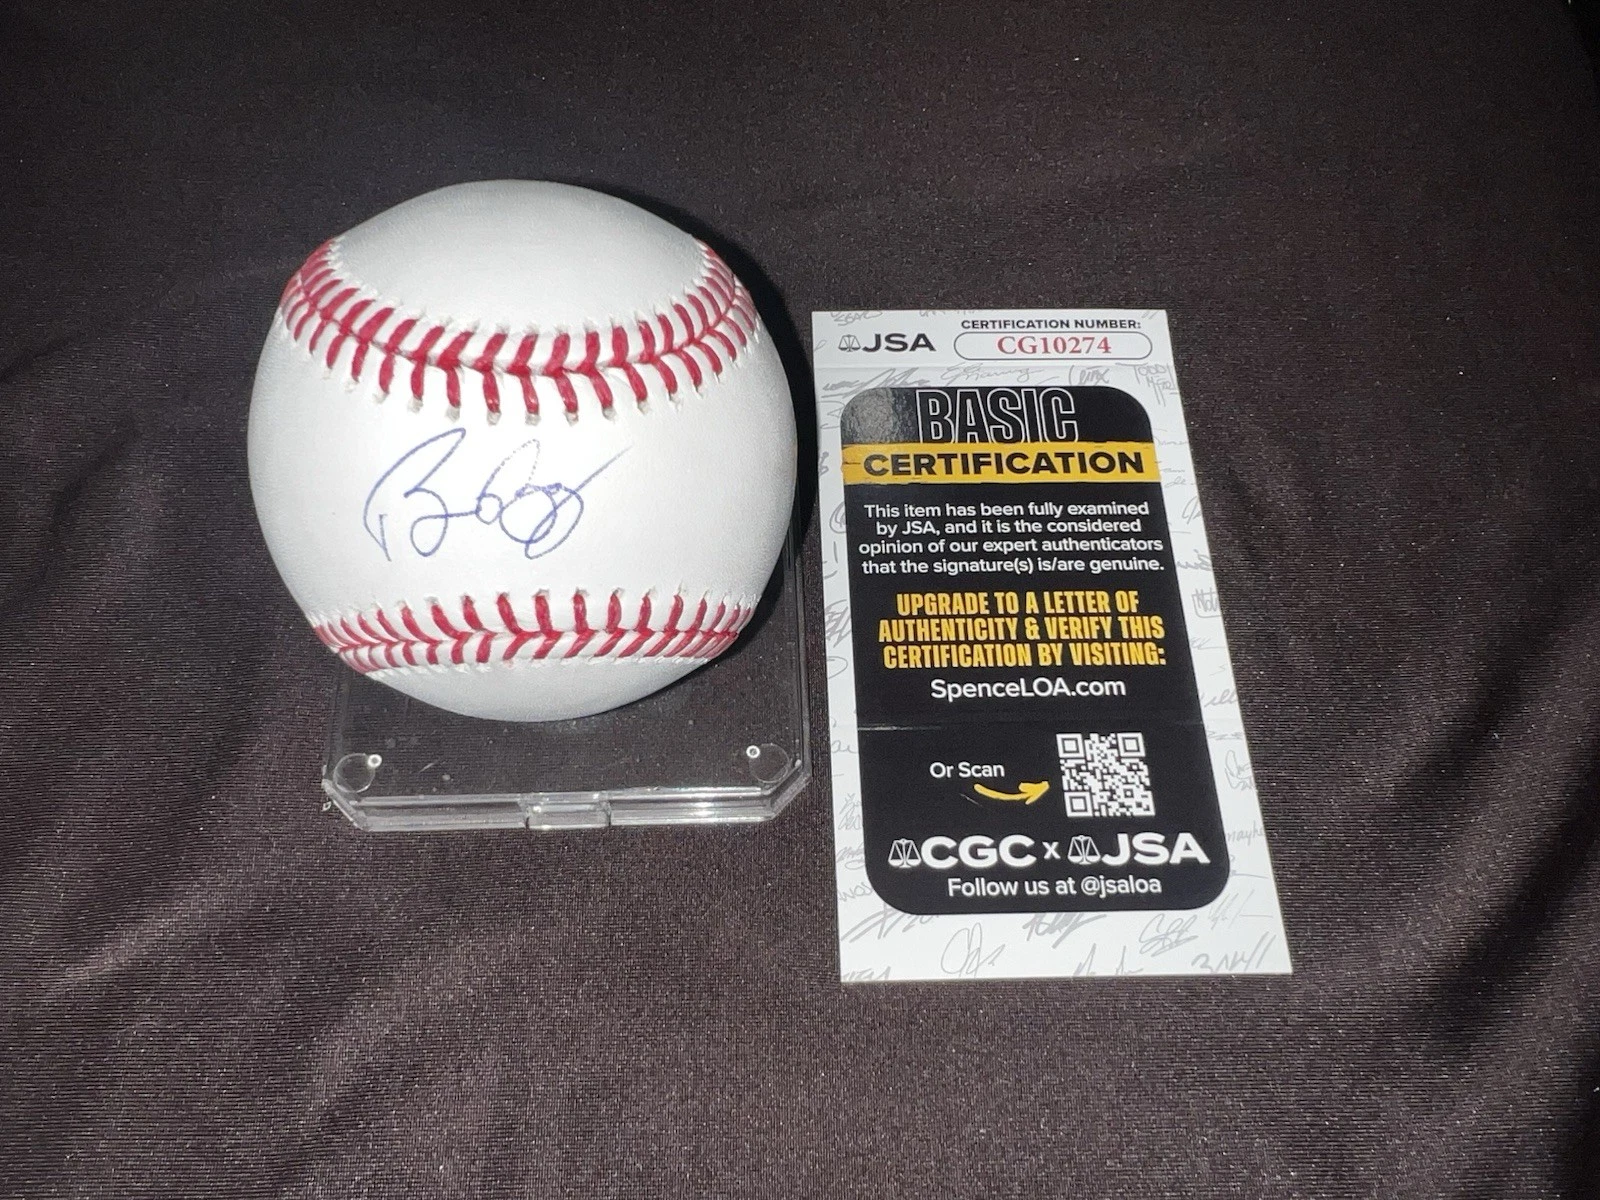 JSA
CERTIFICATION NUMBER:
CG10274
BASIC
CERTIFICATION
This item has been fully examined
by JSA, and it is the considered
opinion of our expert authenticators
that the signature(s) is/are genuine.
UPGRADE TO A LETTER OF
AUTHENTICITY & VERIFY THIS
CERTIFICATION BY VISITING:
SpenceLOA.com
Or Scan
CGC x JSA
Follow us at @jsaloa